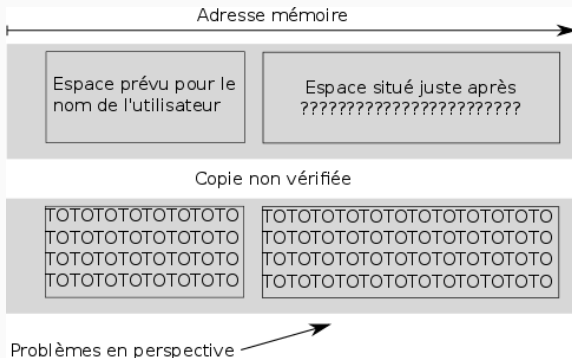 Adresse mémoire
Espace prévu pour le
nom de l'utilisateur
Espace situé juste après
????????????????????????
Copie non vérifiée
TOTOTOTOTOTOTOTO
TOTOTOTOTOTOTOTO
TOTOTOTOTOTOTOTO
TOTOTOTOTOTOTOTO
TOTOTOTOTOTOTOTOTOTOTOTO
TOTOTOTOTOTOTOTOTOTOTOTO
TOTOTOTOTOTOTOTOTOTOTOTO
TOTOTOTOTOTOTOTOTOTOTOTO
Problèmes en perspective